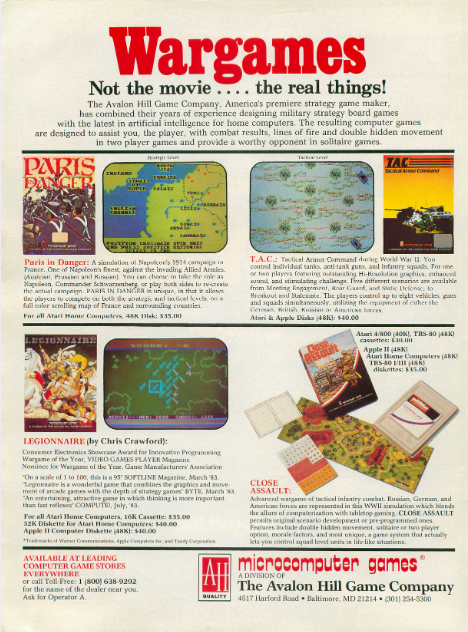 Wargames
Not the movie . . . . the real things!
The Avalon Hill Game Company, America's premiere strategy game maker,
has combined their years of experience designing military strategy board games
with the latest in artificial intelligence for home computers. The resulting computer games
are designed to assist you, the player, with combat results, lines of fire and double hidden movement
in two player games and provide a worthy opponent in solitaire games.
PARIS
IN
DANGER
Strategic Level
ENGLAND
NORTH
SEA
CALAIS
ENGLISH
CHANNEL
Tactical Level
TAC
Tactical Armor Command
Paris in Danger: A simulation of Napoleon's 1814 campaign in
France. One of Napoleon's finest, against the invading Allied Armies.
(Austrian, Prussian and Russian). You can choose to take the role as
Napoleon, Commander Schwarzenberg, or play both sides to re-create
the actual campaign. PARIS IN DANGER is unique, in that it allows
the players to compete on both the strategic and tactical levels, on a
full color scrolling map of France and surrounding countries.
For all Atari Home Computers, 48K Disk: $35.00
T.A.C.: Tactical Armor Command during World War II. You
control individual tanks, anti-tank guns, and infantry squads. For one
or two players featuring outstanding Hi-Resolution graphics, enhanced
sound, and stimulating challenge. Five different scenarios are available
from Meeting Engagement, Rear Guard, and Static Defense, to
Breakout and Stalemate. The players control up to eight vehicles, guns
and squads simultaneously, utilizing the equipment of either the
German, British, Russian or American forces.
Atari & Apple Disks (48K): $40.00
LEGIONNAIRE
LEGIONNAIRE (by Chris Crawford):
Consumer Electronics Showcase Award for Innovative Programming
Wargame of the Year, VIDEO GAMES PLAYER Magazine
Nominee for Wargame of the Year, Game Manufacturers' Association
"On a scale of 1 to 100, this is a 95" SOFTLINE Magazine, March '83.
"Legionnaire is a wonderful game that combines the graphics and move-
ment of arcade games with the depth of strategy games" BYTE, March '83.
"An entertaining, attractive game in which thinking is more important
than fast reflexes" COMPUTE!, July, '83.
For all Atari Home Computers, 16K Cassette: $35.00
32K Diskette for Atari Home Computers: $40.00
Apple II Computer Diskette (48K): $40.00
*Trademarks of Warner Communications, Apple Computers Inc, and Tandy Corporation.
Atari 4/800 (40K), TRS-80 (48K)
cassettes: $30.00
Apple II (48K)
Atari Home Computers (48K)
TRS-80 I/III (48K)
diskettes: $35.00
CLOSE
ASSAULT:
Advanced wargame of tactical infantry combat. Russian, German, and
American forces are represented in this WWII simulation which blends
the allure of computerization with tabletop gaming. CLOSE ASSAULT
permits original scenario development or pre-programmed ones.
Features include double hidden movement, solitaire or two player
option, morale factors, and most unique, a game system that actually
lets you control squad level units in life-like situations.
AVAILABLE AT LEADING
COMPUTER GAME STORES
EVERYWHERE
or call Toll-Free: 1 (800) 638-9292
for the name of the dealer near you.
Ask for Operator A.
AH
QUALITY
microcomputer games®
A DIVISION OF
The Avalon Hill Game Company
4517 Harford Road • Baltimore, MD 21214 • (301) 254-5300